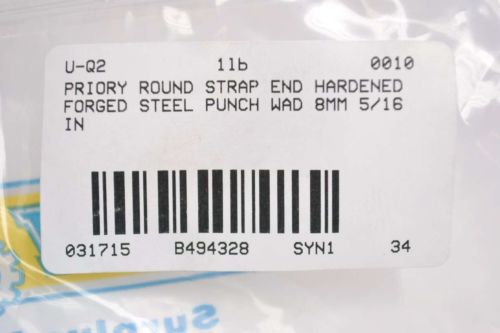 U-Q2 1lb 0010
PRIORY ROUND STRAP END HARDENED
FORGED STEEL PUNCH WAD 8MM 5/16
IN
031715 B494328 SYN1 34